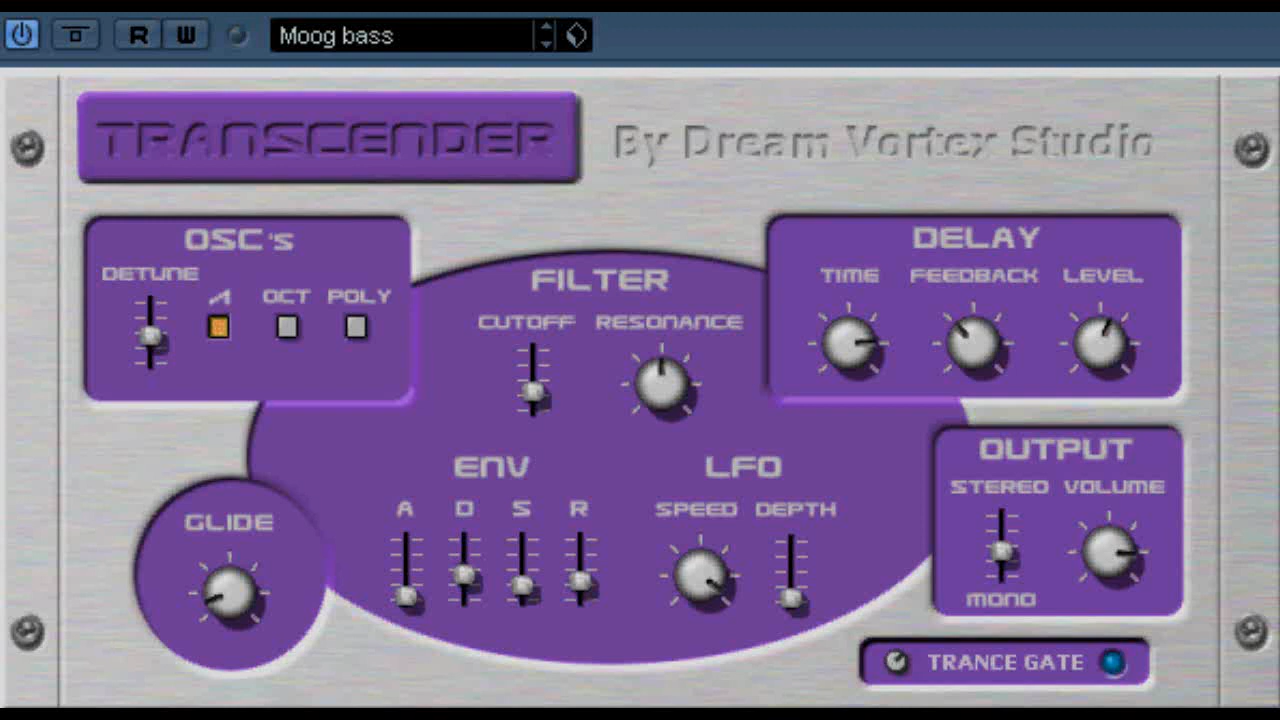 R W Moog bass
TRANSCENDER By Dream Vortex Studio
OSC's
DETUNE
OCT POLY
FILTER
CUTOFF RESONANCE
DELAY
TIME FEEDBACK LEVEL
GLIDE
ENV
A D S R
LFO
SPEED DEPTH
OUTPUT
STEREO VOLUME
MONO
TRANCE GATE